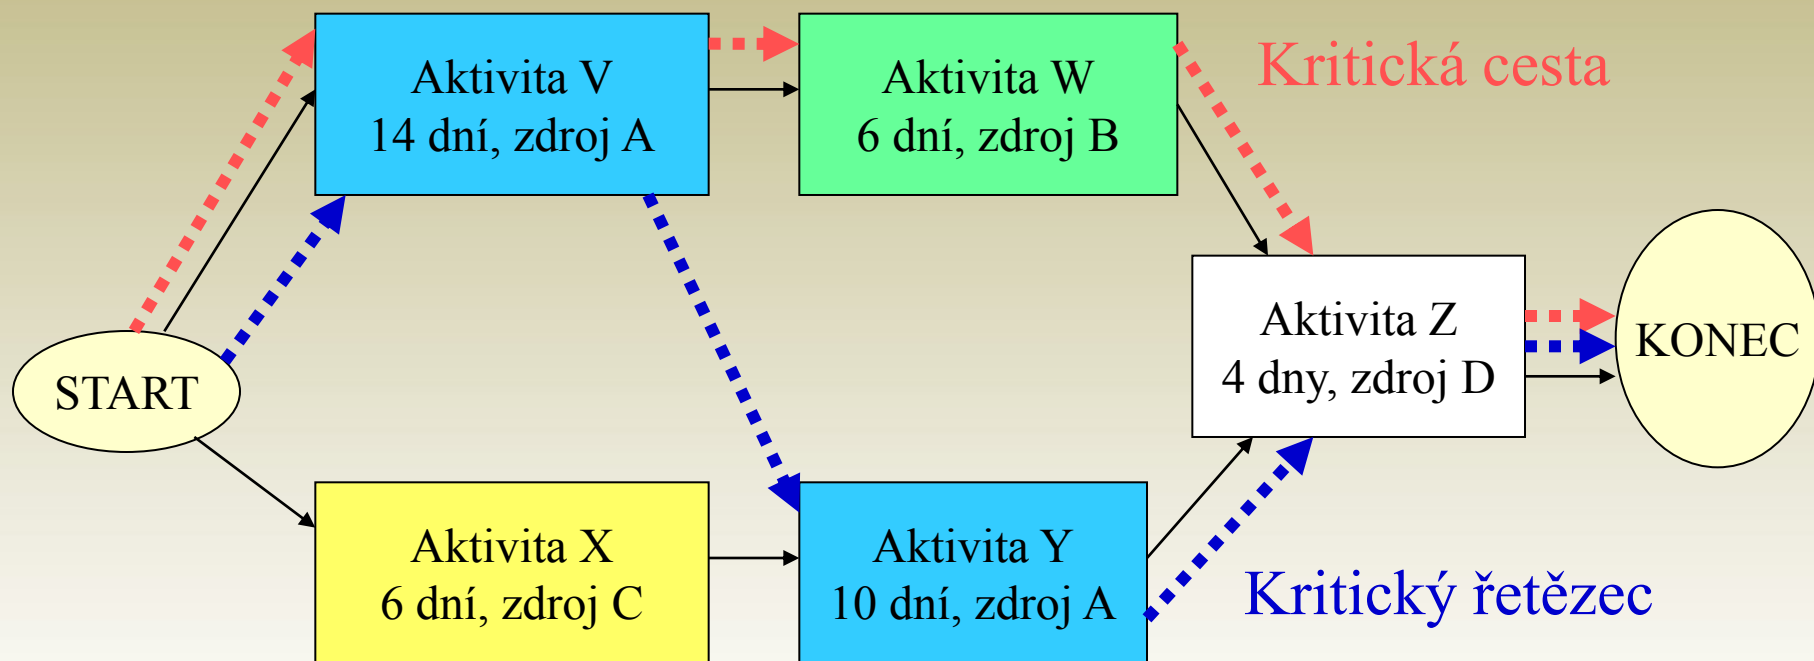 Aktivita V
14 dní, zdroj A
Aktivita W
6 dní, zdroj B
Kritická cesta
START
Aktivita Z
4 dny, zdroj D
KONEC
Aktivita X
6 dní, zdroj C
Aktivita Y
10 dní, zdroj A
Kritický řetězec